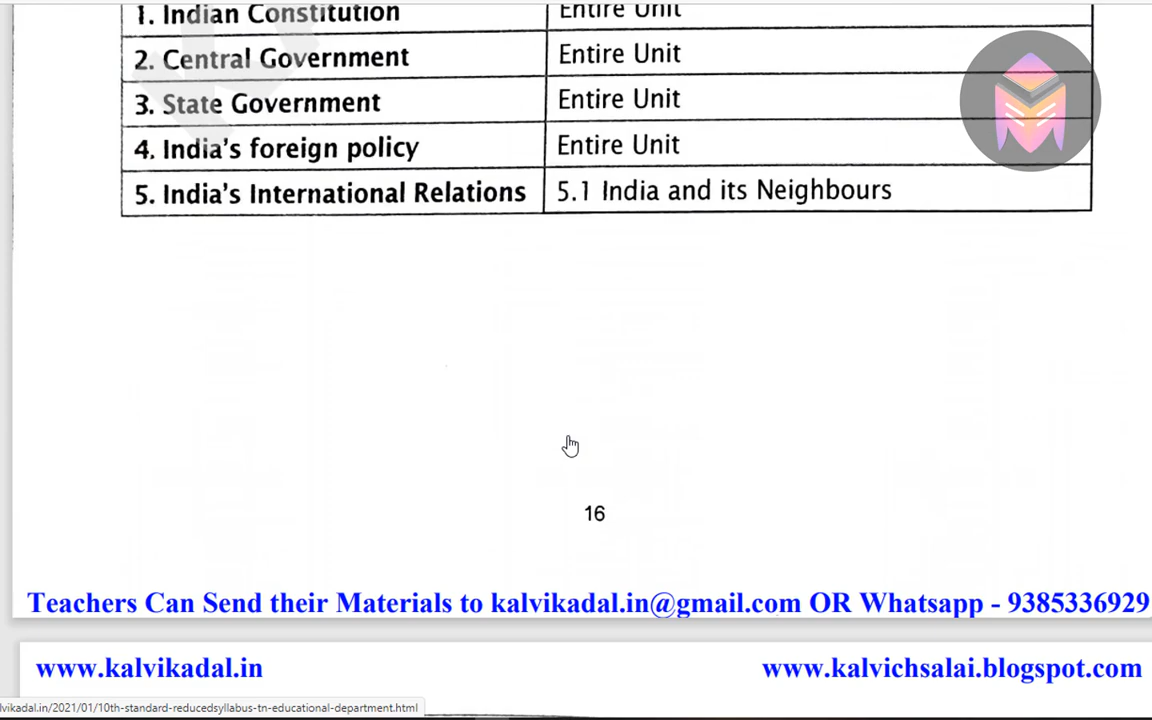 1. Indian Constitution Entire Unit
2. Central Government Entire Unit
3. State Government Entire Unit
4. India's foreign policy Entire Unit
5. India's International Relations 5.1 India and its Neighbours
16
Teachers Can Send their Materials to kalvikadal.in@gmail.com OR Whatsapp - 9385336929
www.kalvikadal.in www.kalvichsalai.blogspot.com
lvikadal.in/2021/01/10th-standard-reducedsyllabus-tn-educational-department.html